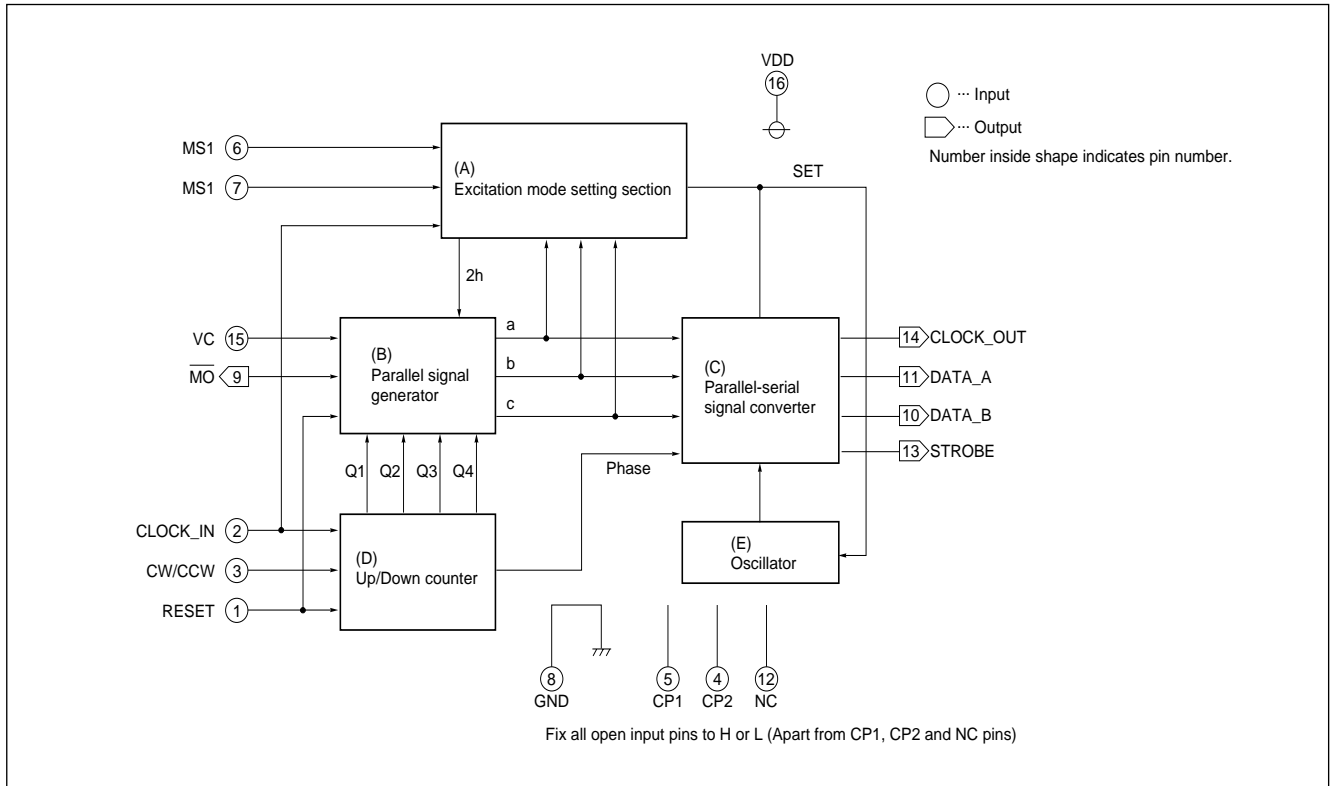 VDD
16
··· Input
··· Output
Number inside shape indicates pin number.
MS1 6
MS1 7
(A)
Excitation mode setting section
SET
2h
VC 15
MO 9
(B)
Parallel signal
generator
a
b
c
(C)
Parallel-serial
signal converter
14 CLOCK_OUT
11 DATA_A
10 DATA_B
13 STROBE
Q1 Q2 Q3 Q4
Phase
CLOCK_IN 2
CW/CCW 3
RESET 1
(D)
Up/Down counter
(E)
Oscillator
8
GND
5
CP1
4
CP2
12
NC
Fix all open input pins to H or L (Apart from CP1, CP2 and NC pins)